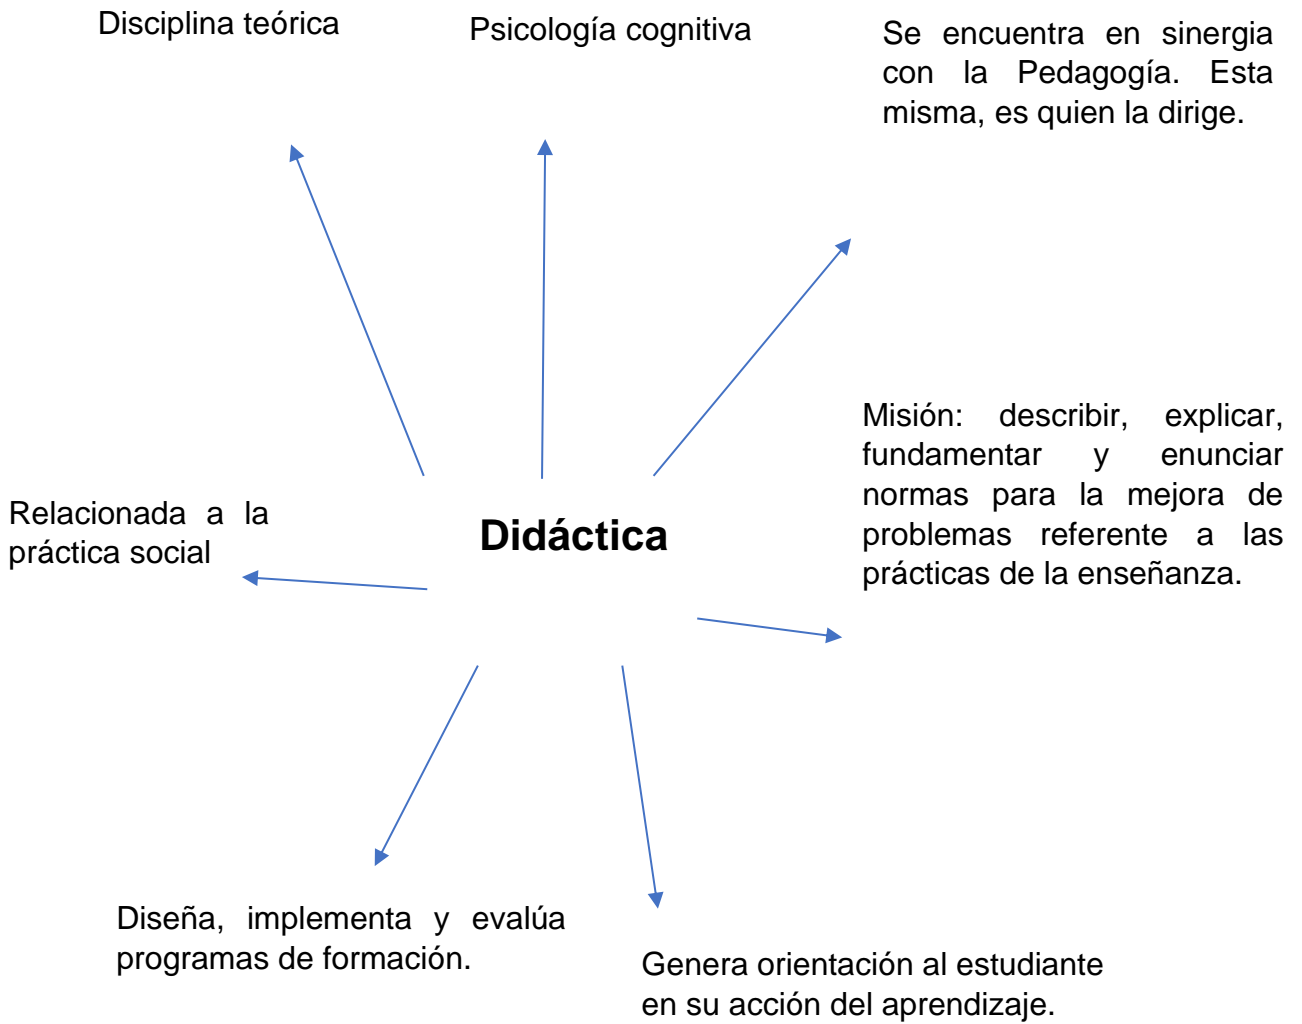 Disciplina teórica
Psicología cognitiva
Se encuentra en sinergia
con la Pedagogía. Esta
misma, es quien la dirige.
Misión: describir, explicar,
fundamentar y enunciar
normas para la mejora de
problemas referente a las
prácticas de la enseñanza.
Relacionada a la
práctica social
Didáctica
Diseña, implementa y evalúa
programas de formación.
Genera orientación al estudiante
en su acción del aprendizaje.